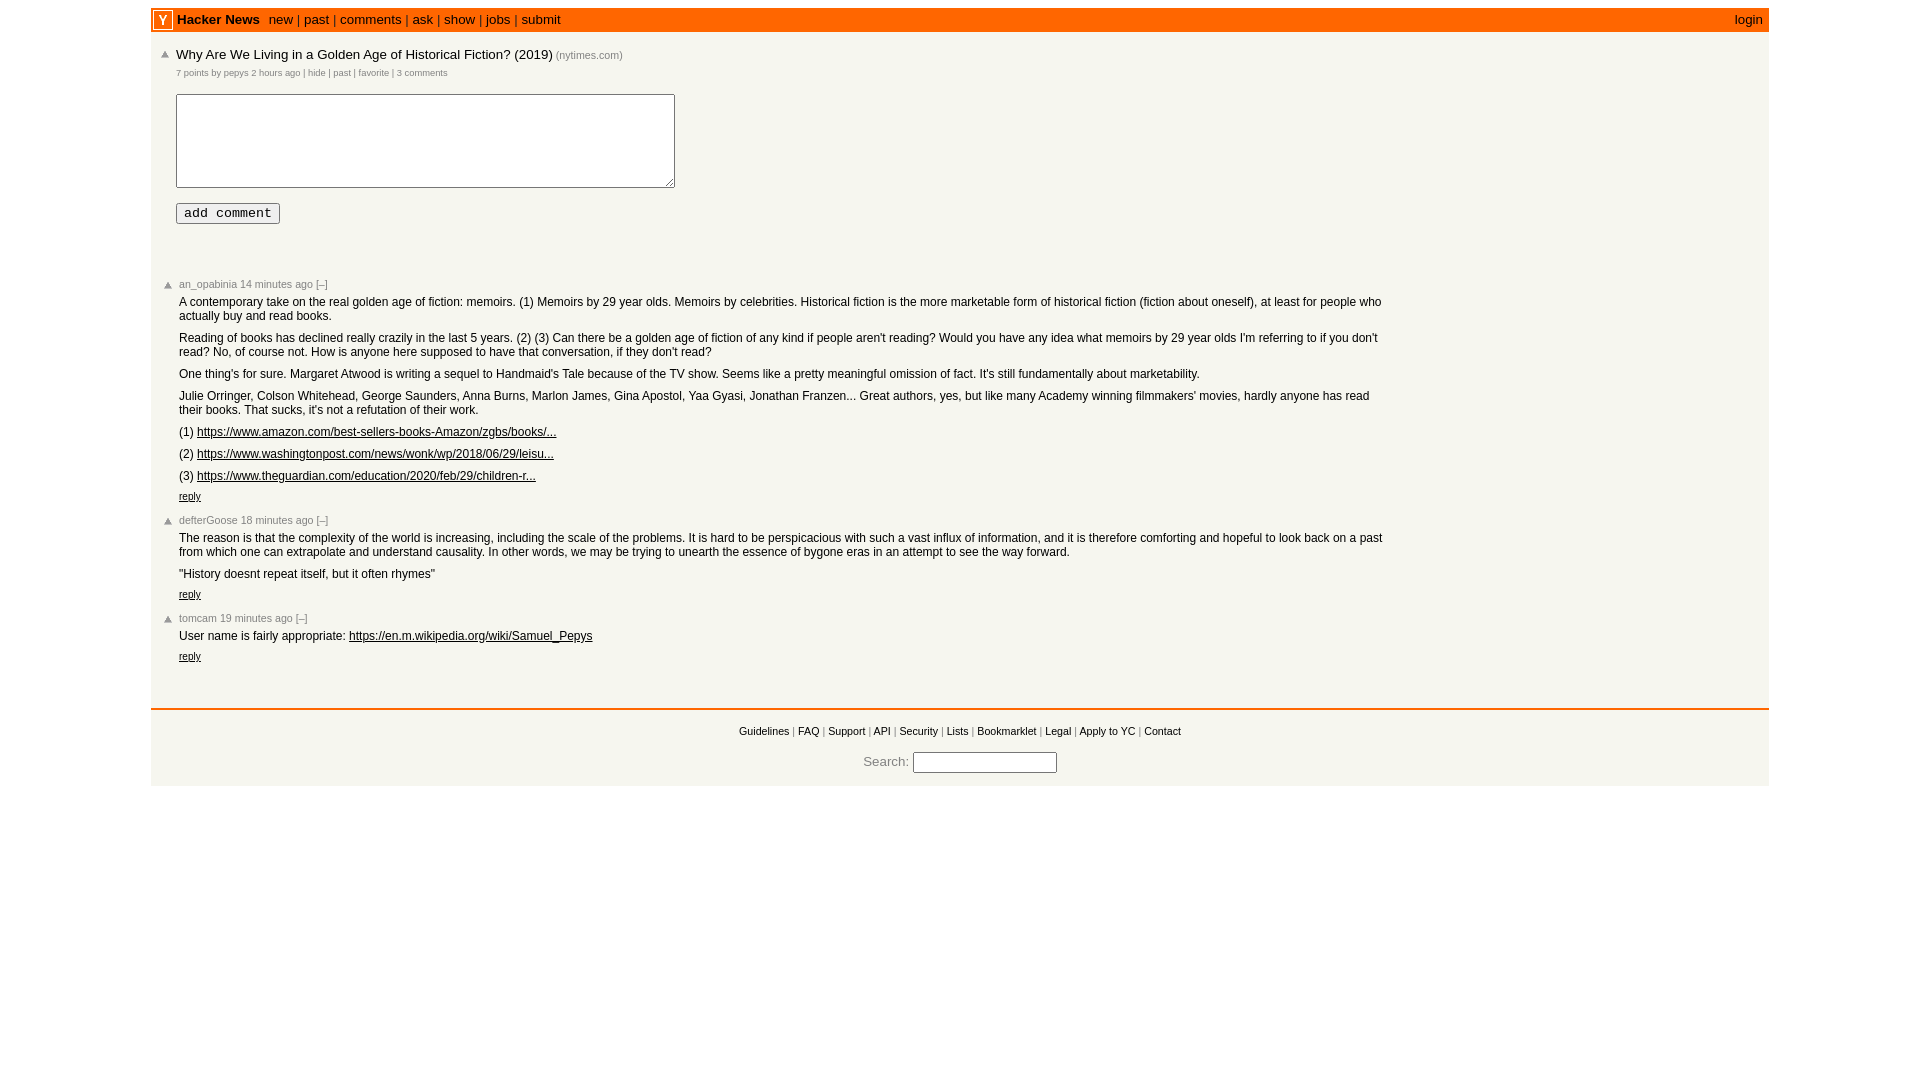 Y Hacker News new | past | comments | ask | show | jobs | submit login
Why Are We Living in a Golden Age of Historical Fiction? (2019) (nytimes.com)
7 points by pepys 2 hours ago | hide | past | favorite | 3 comments
add comment
an_opabinia 14 minutes ago [–]
A contemporary take on the real golden age of fiction: memoirs. (1) Memoirs by 29 year olds. Memoirs by celebrities. Historical fiction is the more marketable form of historical fiction (fiction about oneself), at least for people who
actually buy and read books.
Reading of books has declined really crazily in the last 5 years. (2) (3) Can there be a golden age of fiction of any kind if people aren't reading? Would you have any idea what memoirs by 29 year olds I'm referring to if you don't
read? No, of course not. How is anyone here supposed to have that conversation, if they don't read?
One thing's for sure. Margaret Atwood is writing a sequel to Handmaid's Tale because of the TV show. Seems like a pretty meaningful omission of fact. It's still fundamentally about marketability.
Julie Orringer, Colson Whitehead, George Saunders, Anna Burns, Marlon James, Gina Apostol, Yaa Gyasi, Jonathan Franzen... Great authors, yes, but like many Academy winning filmmakers' movies, hardly anyone has read
their books. That sucks, it's not a refutation of their work.
(1) https://www.amazon.com/best-sellers-books-Amazon/zgbs/books/...
(2) https://www.washingtonpost.com/news/wonk/wp/2018/06/29/leisu...
(3) https://www.theguardian.com/education/2020/feb/29/children-r...
reply
defterGoose 18 minutes ago [–]
The reason is that the complexity of the world is increasing, including the scale of the problems. It is hard to be perspicacious with such a vast influx of information, and it is therefore comforting and hopeful to look back on a past
from which one can extrapolate and understand causality. In other words, we may be trying to unearth the essence of bygone eras in an attempt to see the way forward.
"History doesnt repeat itself, but it often rhymes"
reply
tomcam 19 minutes ago [–]
User name is fairly appropriate: https://en.m.wikipedia.org/wiki/Samuel_Pepys
reply
Guidelines | FAQ | Support | API | Security | Lists | Bookmarklet | Legal | Apply to YC | Contact
Search: